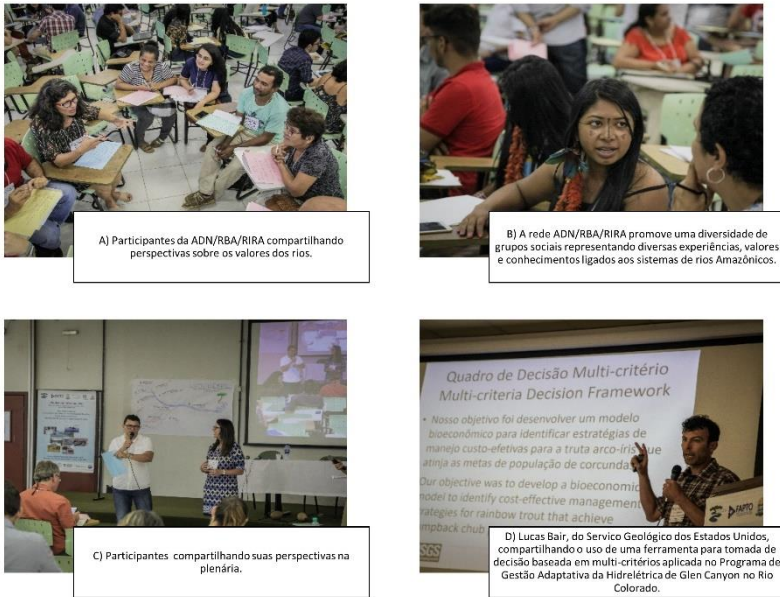 A) Participantes da ADN/RBA/RIRA compartilhando
perspectivas sobre os valores dos rios.
B) A rede ADN/RBA/RIRA promove uma diversidade de
grupos sociais representando diversas experiências, valores
e conhecimentos ligados aos sistemas de rios Amazônicos.
C) Participantes compartilhando suas perspectivas na
plenária.
Quadro de Decisão Multi-critério
Multi-criteria Decision Framework
• Nosso objetivo foi desenvolver um modelo
bioeconômico para identificar estratégias de
manejo custo-efetivas para a truta arco-íris que
atinja as metas de população de corcunda
Our objective was to develop a bioeconomic
model to identify cost-effective management
strategies for rainbow trout that achieve
humpback chub
USGS
FAPTO
D) Lucas Bair, do Servico Geológico dos Estados Unidos,
compartilhando o uso de uma ferramenta para tomada de
decisão baseada em multi-critérios aplicada no Programa de
Gestão Adaptativa da Hidrelétrica de Glen Canyon no Rio
Colorado.